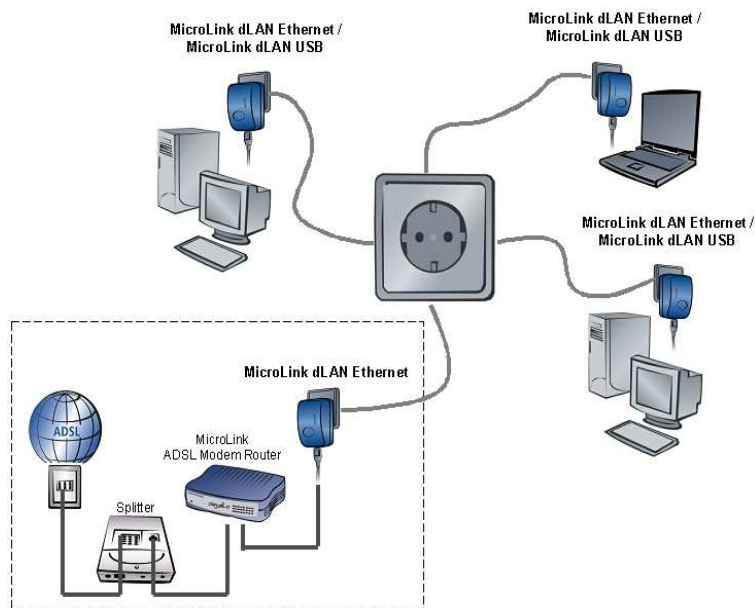 MicroLink dLAN Ethernet /
MicroLink dLAN USB
MicroLink dLAN Ethernet /
MicroLink dLAN USB
MicroLink dLAN Ethernet /
MicroLink dLAN USB
MicroLink dLAN Ethernet
ADSL
MicroLink
ADSL Modem Router
Splitter
devolo